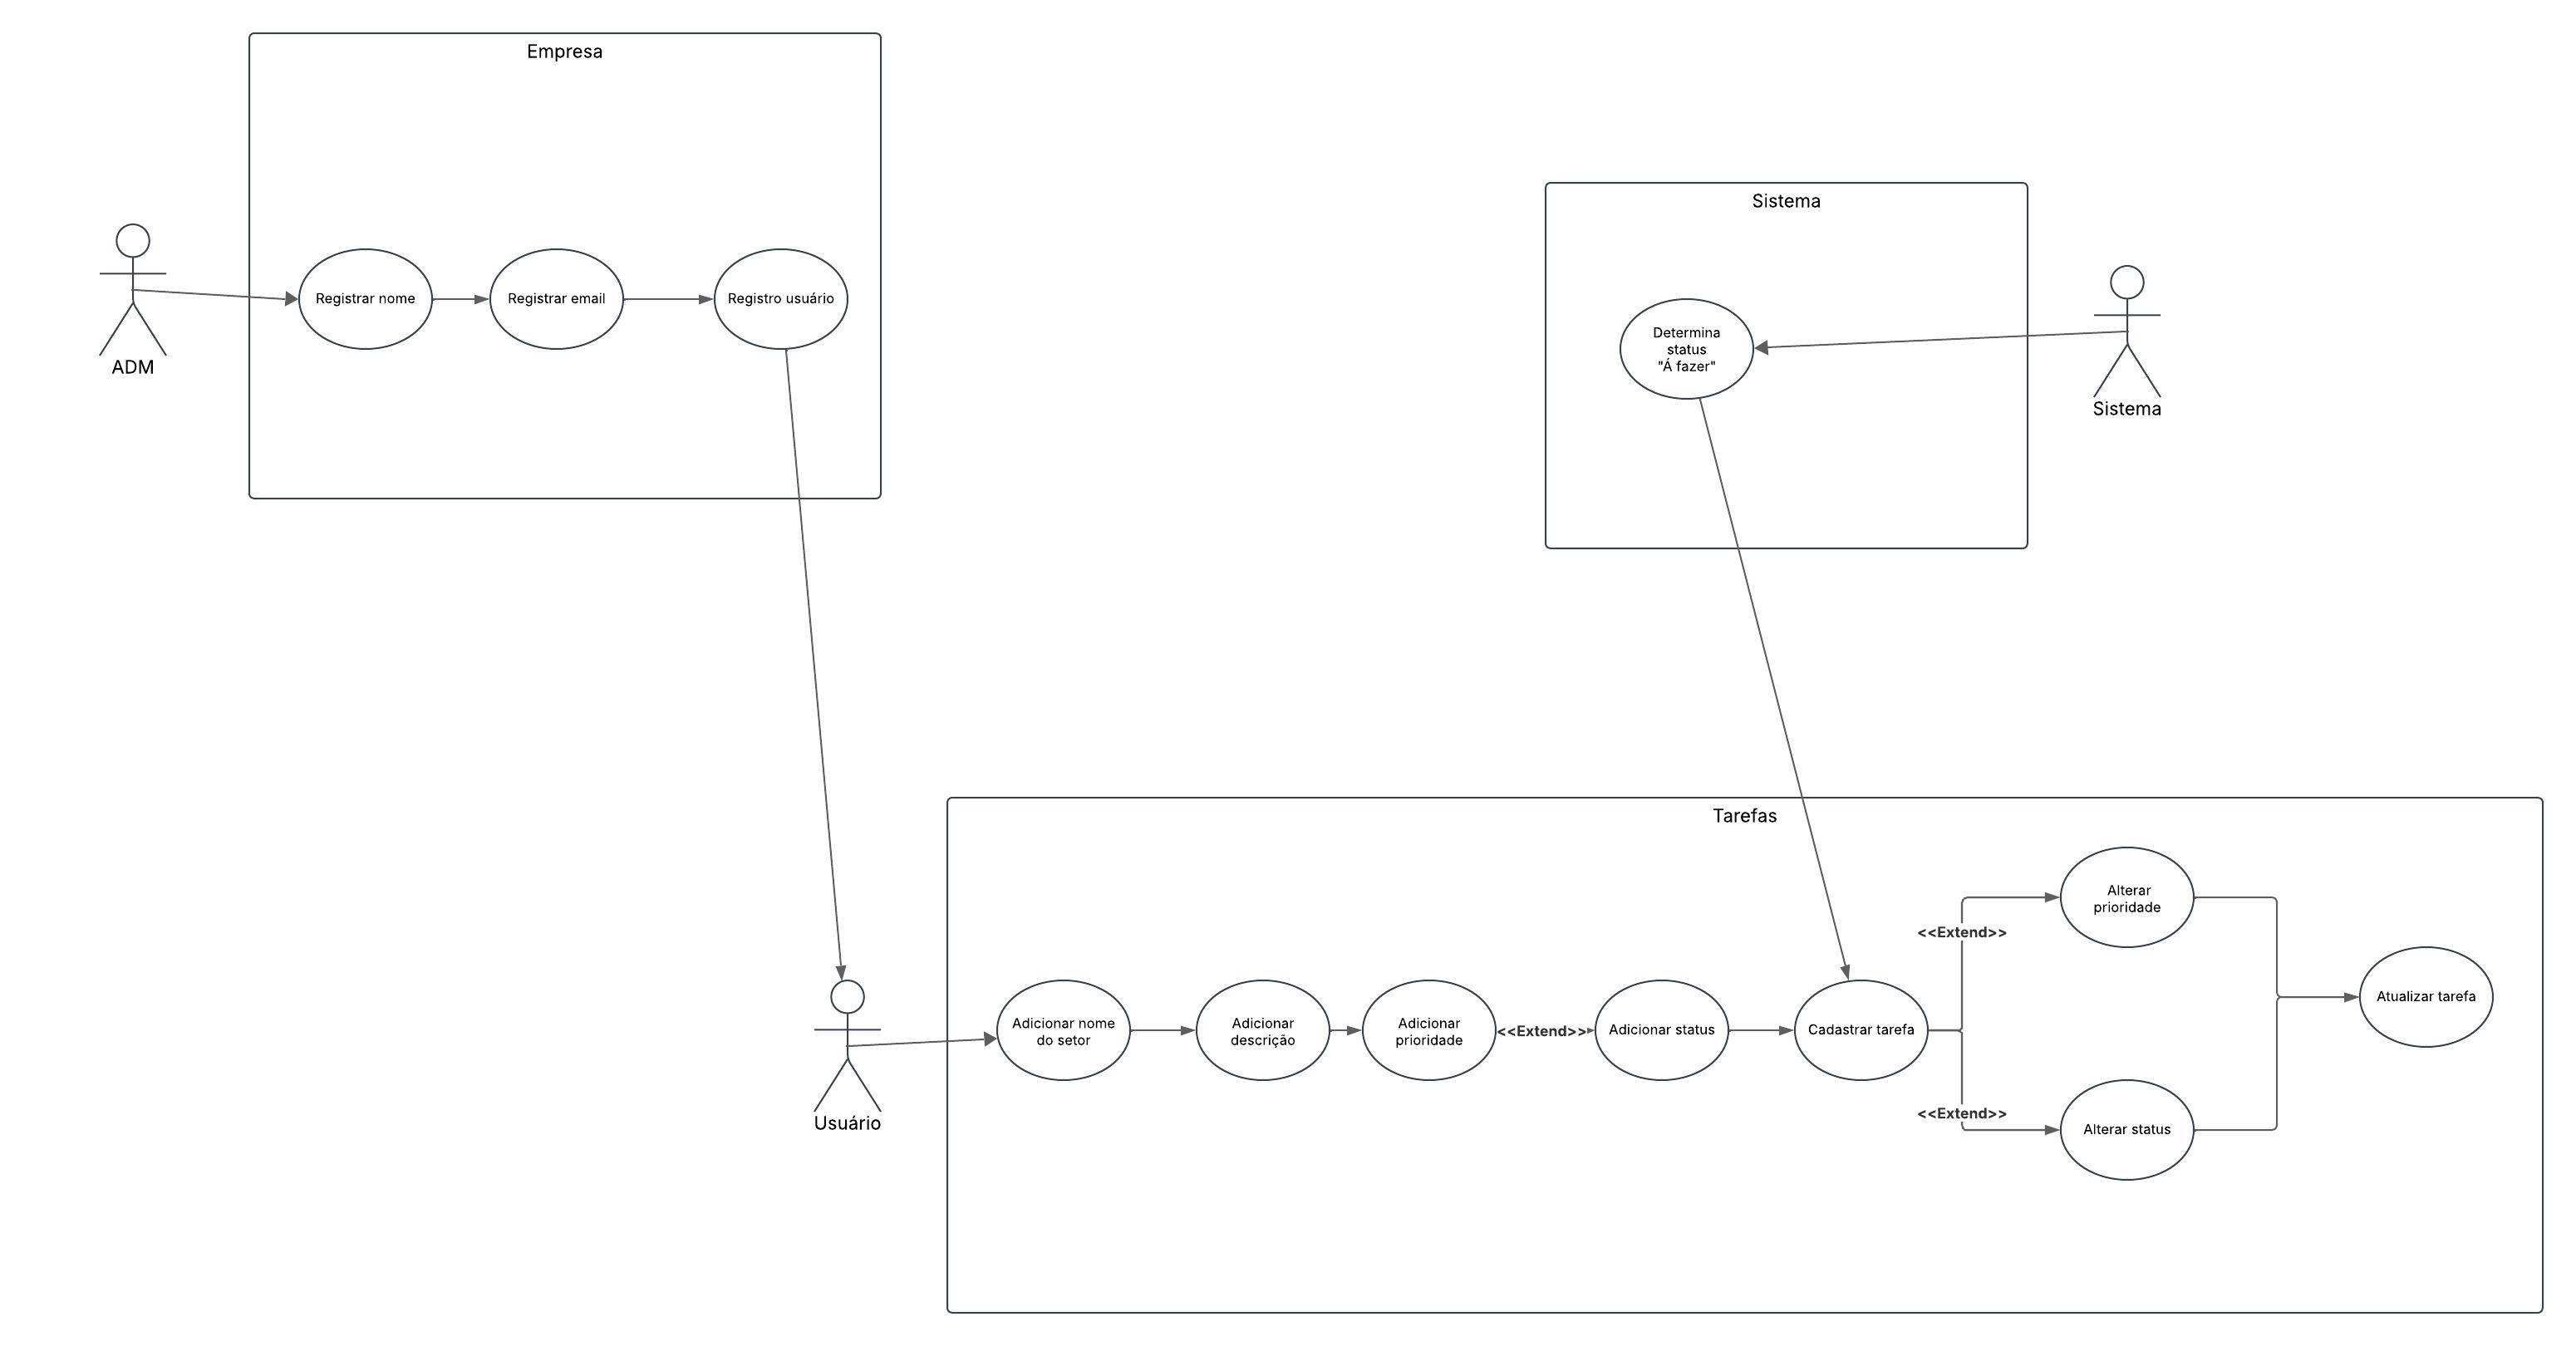 Empresa
Registrar nome
Registrar email
Registro usuário
ADM
Sistema
Determina
status
"Á fazer"
Sistema
Tarefas
Usuário
Adicionar nome
do setor
Adicionar
descrição
Adicionar
prioridade
<<Extend>>
Adicionar status
Cadastrar tarefa
<<Extend>>
Alterar
prioridade
<<Extend>>
Alterar status
Atualizar tarefa